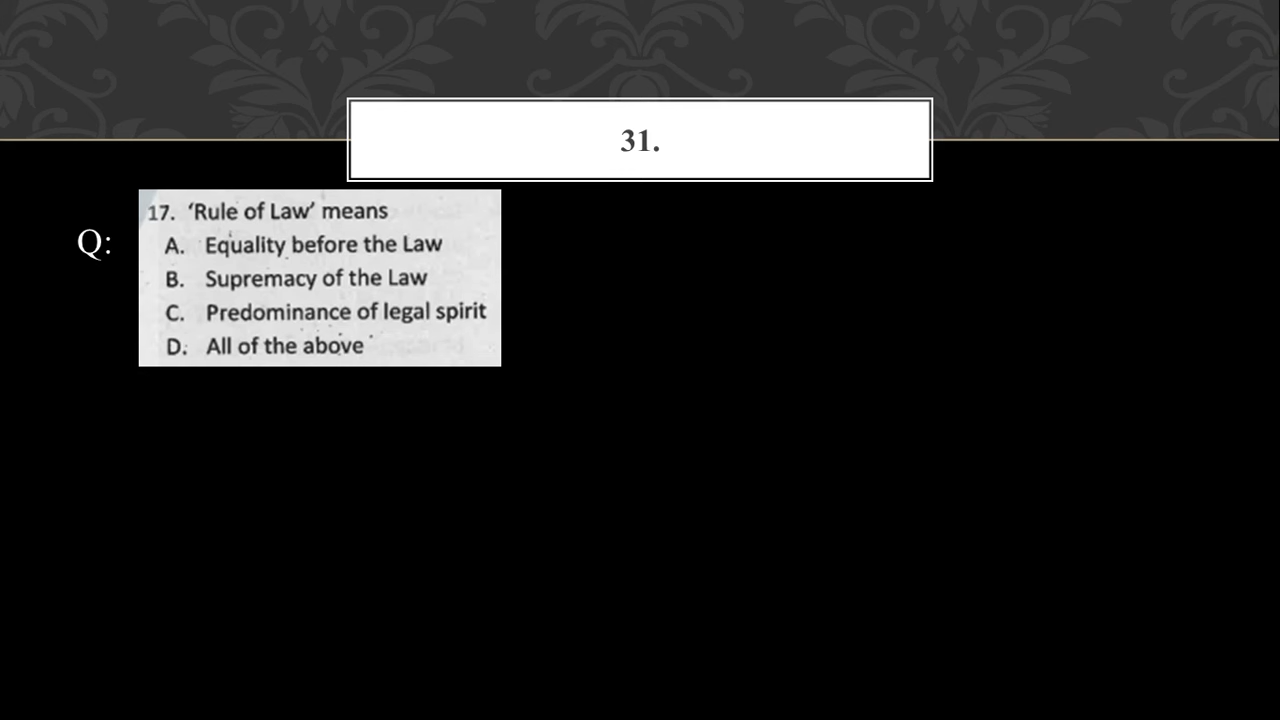 31.
Q:
17. ‘Rule of Law’ means
A. Equality before the Law
B. Supremacy of the Law
C. Predominance of legal spirit
D. All of the above